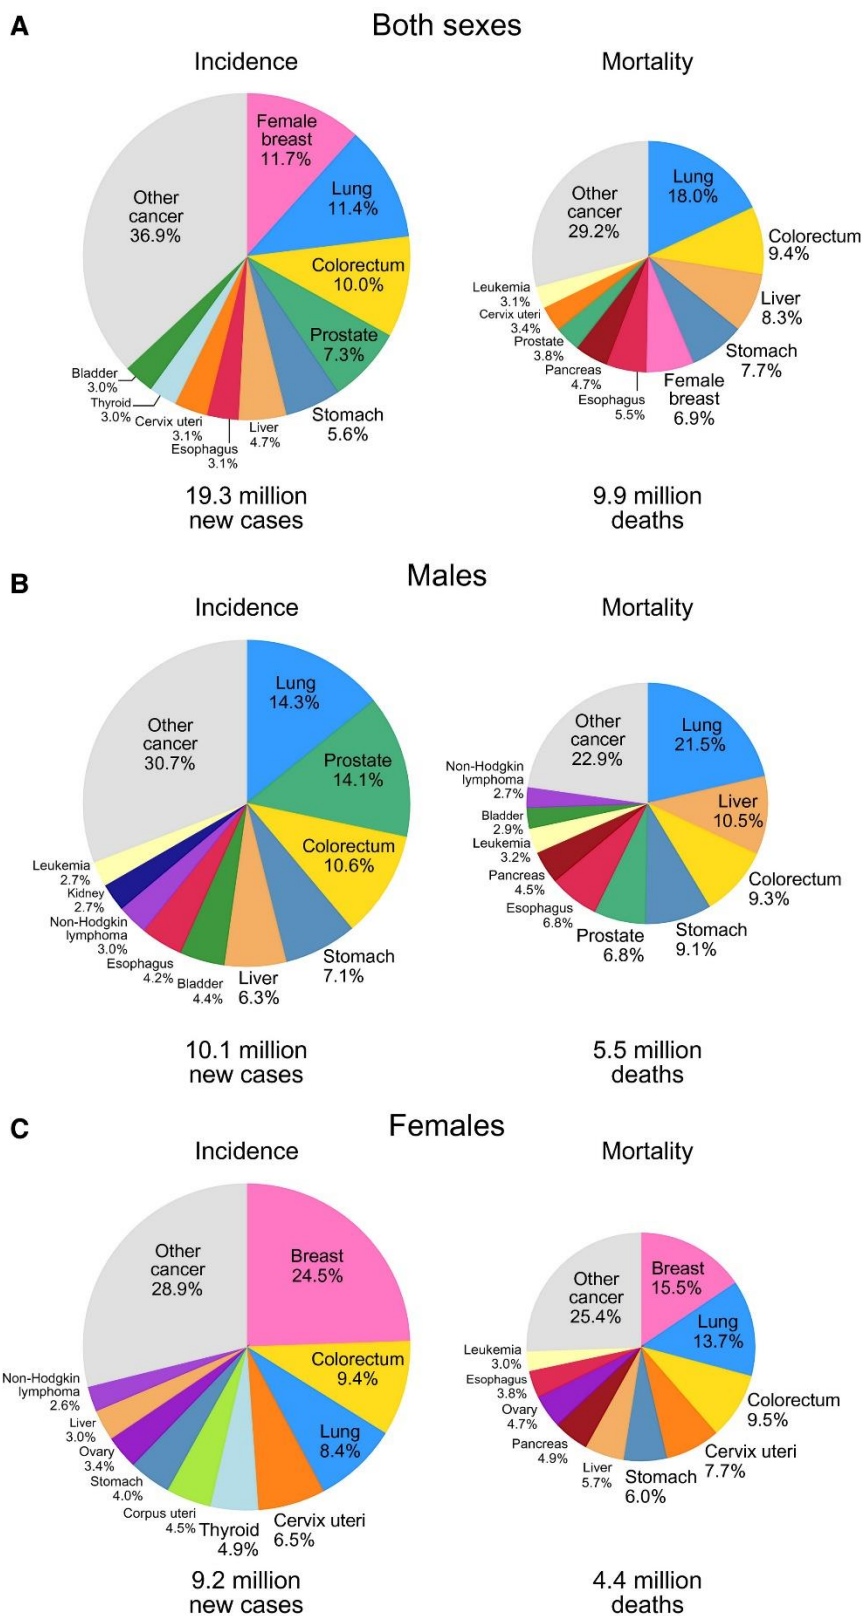 A
Both sexes
Incidence
Female
breast
11.7%
Lung
11.4%
Colorectum
10.0%
Prostate
7.3%
Stomach
5.6%
Liver
4.7%
Esophagus
3.1%
Cervix uteri
3.1%
Thyroid
3.0%
Bladder
3.0%
Other
cancer
36.9%
19.3 million
new cases
Mortality
Lung
18.0%
Colorectum
9.4%
Liver
8.3%
Stomach
7.7%
Female
breast
6.9%
Esophagus
5.5%
Pancreas
4.7%
Prostate
3.8%
Cervix uteri
3.4%
Leukemia
3.1%
Other
cancer
29.2%
9.9 million
deaths
B
Males
Incidence
Lung
14.3%
Prostate
14.1%
Colorectum
10.6%
Stomach
7.1%
Liver
6.3%
Bladder
4.4%
Esophagus
4.2%
Non-Hodgkin
lymphoma
3.0%
Kidney
2.7%
Leukemia
2.7%
Other
cancer
30.7%
10.1 million
new cases
Mortality
Lung
21.5%
Liver
10.5%
Colorectum
9.3%
Stomach
9.1%
Prostate
6.8%
Esophagus
6.8%
Pancreas
4.5%
Leukemia
3.2%
Bladder
2.9%
Non-Hodgkin
lymphoma
2.7%
Other
cancer
22.9%
5.5 million
deaths
C
Females
Incidence
Breast
24.5%
Colorectum
9.4%
Lung
8.4%
Cervix uteri
6.5%
Thyroid
4.9%
Corpus uteri
4.5%
Stomach
4.0%
Ovary
3.4%
Liver
3.0%
Non-Hodgkin
lymphoma
2.6%
Other
cancer
28.9%
9.2 million
new cases
Mortality
Breast
15.5%
Lung
13.7%
Colorectum
9.5%
Cervix uteri
7.7%
Stomach
6.0%
Liver
5.7%
Pancreas
4.9%
Ovary
4.7%
Esophagus
3.8%
Leukemia
3.0%
Other
cancer
25.4%
4.4 million
deaths